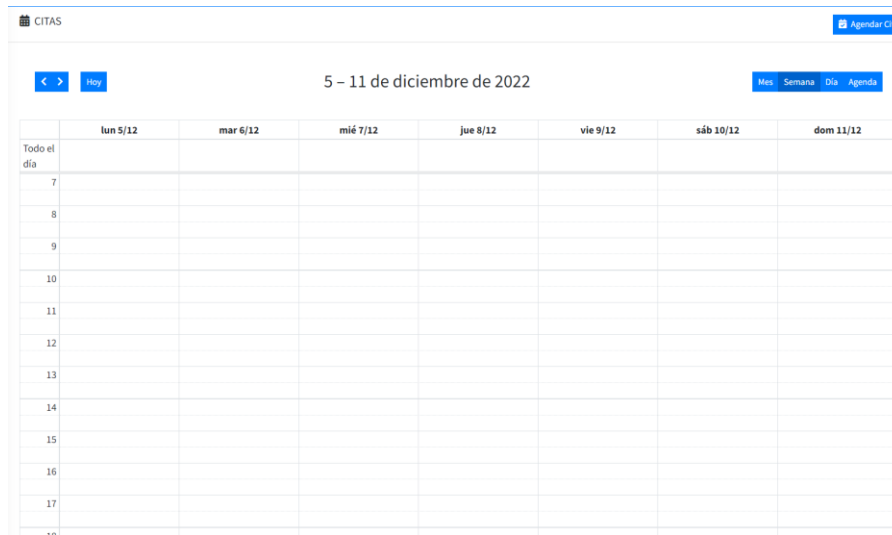 CITAS
Agendar
Hoy
5 – 11 de diciembre de 2022
Mes Semana Día Agenda
lun 5/12 mar 6/12 mié 7/12 jue 8/12 vie 9/12 sáb 10/12 dom 11/12
Todo el
día
7
8
9
10
11
12
13
14
15
16
17